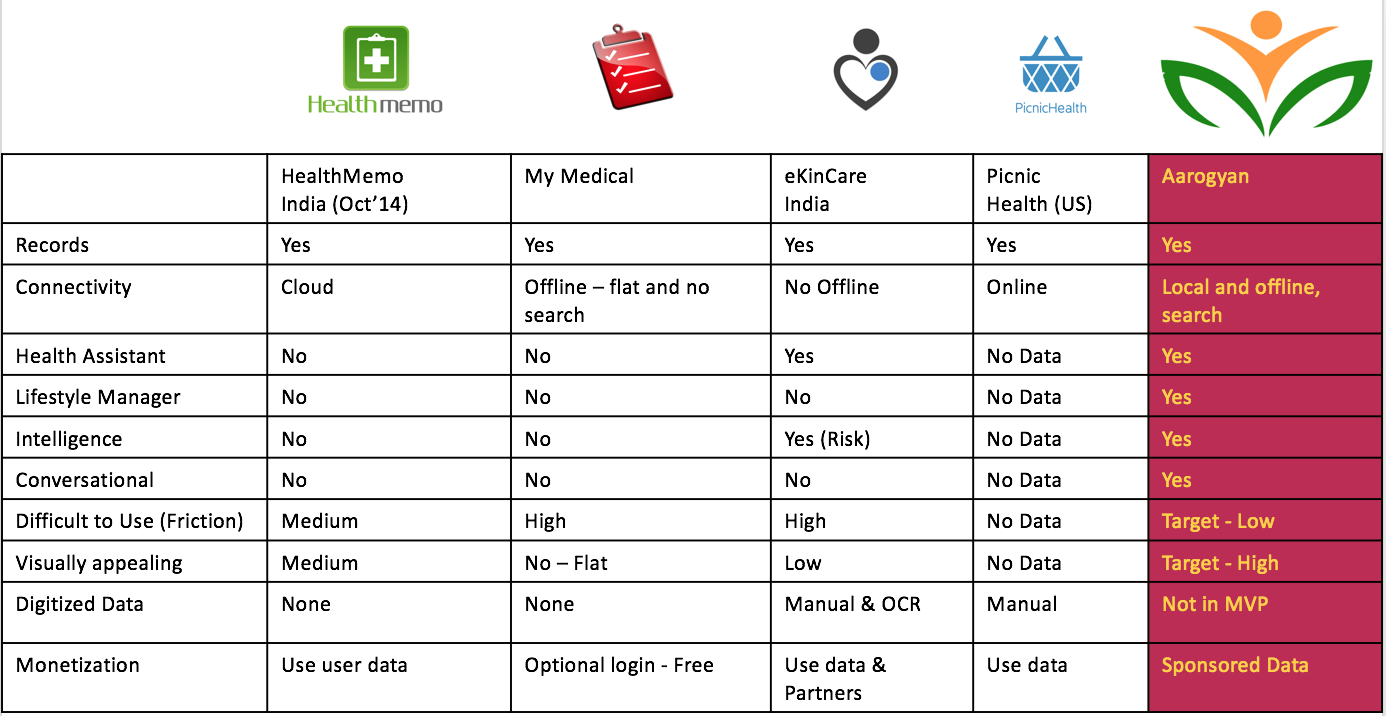 Healthmemo
PicnicHealth
HealthMemo
India (Oct’14)
My Medical
eKinCare
India
Picnic
Health (US)
Aarogyan
Records
Yes
Yes
Yes
Yes
Yes
Connectivity
Cloud
Offline – flat and no
search
No Offline
Online
Local and offline,
search
Health Assistant
No
No
Yes
No Data
Yes
Lifestyle Manager
No
No
No
No Data
Yes
Intelligence
No
No
Yes (Risk)
No Data
Yes
Conversational
No
No
No
No Data
Yes
Difficult to Use (Friction)
Medium
High
High
No Data
Target - Low
Visually appealing
Medium
No – Flat
Low
No Data
Target - High
Digitized Data
None
None
Manual & OCR
Manual
Not in MVP
Monetization
Use user data
Optional login - Free
Use data &
Partners
Use data
Sponsored Data